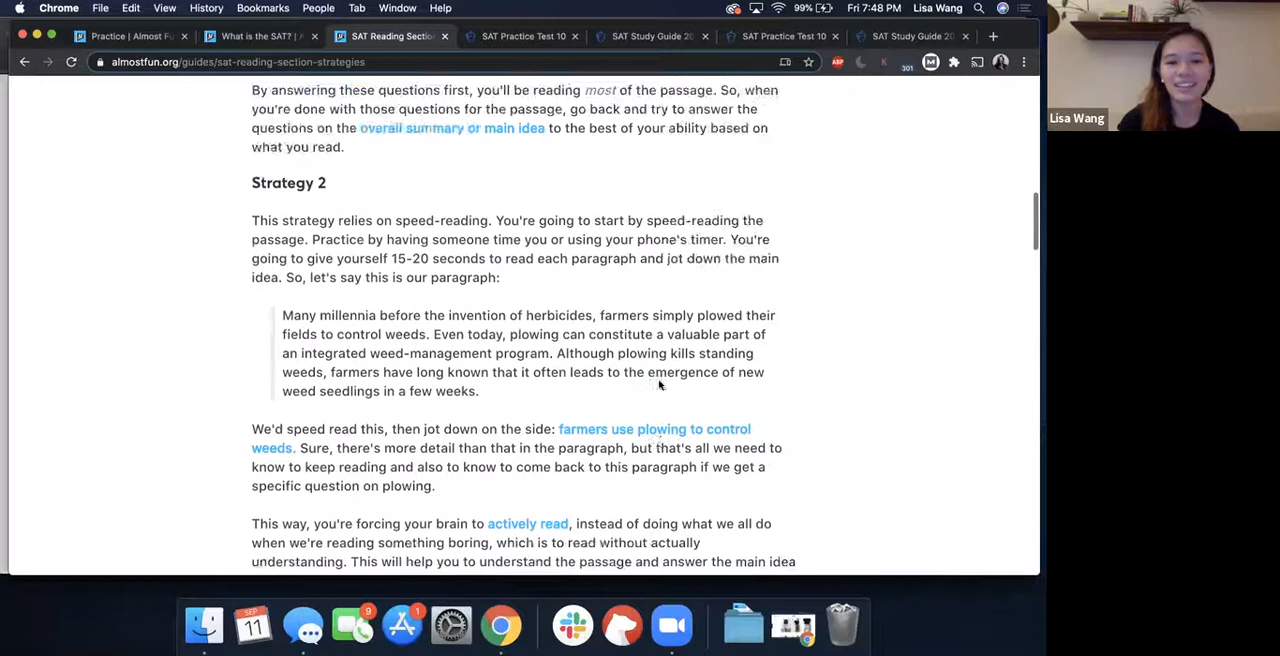 Chrome File Edit View History Bookmarks People Tab Window Help 99% Fri 7:48 PM Lisa Wang
Practice | Almost Fu What is the SAT? | A SAT Reading Sectio SAT Practice Test 10 SAT Study Guide 20 SAT Practice Test 10 SAT Study Guide 20
almostfun.org/guides/sat-reading-section-strategies ABP K 301 M
By answering these questions first, you'll be reading most of the passage. So, when
you're done with those questions for the passage, go back and try to answer the
questions on the overall summary or main idea to the best of your ability based on
what you read.
Strategy 2
This strategy relies on speed-reading. You're going to start by speed-reading the
passage. Practice by having someone time you or using your phone's timer. You're
going to give yourself 15-20 seconds to read each paragraph and jot down the main
idea. So, let's say this is our paragraph:
Many millennia before the invention of herbicides, farmers simply plowed their
fields to control weeds. Even today, plowing can constitute a valuable part of
an integrated weed-management program. Although plowing kills standing
weeds, farmers have long known that it often leads to the emergence of new
weed seedlings in a few weeks.
We'd speed read this, then jot down on the side: farmers use plowing to control
weeds. Sure, there's more detail than that in the paragraph, but that's all we need to
know to keep reading and also to know to come back to this paragraph if we get a
specific question on plowing.
This way, you're forcing your brain to actively read, instead of doing what we all do
when we're reading something boring, which is to read without actually
understanding. This will help you to understand the passage and answer the main idea
SEP
11
9
1
Lisa Wang